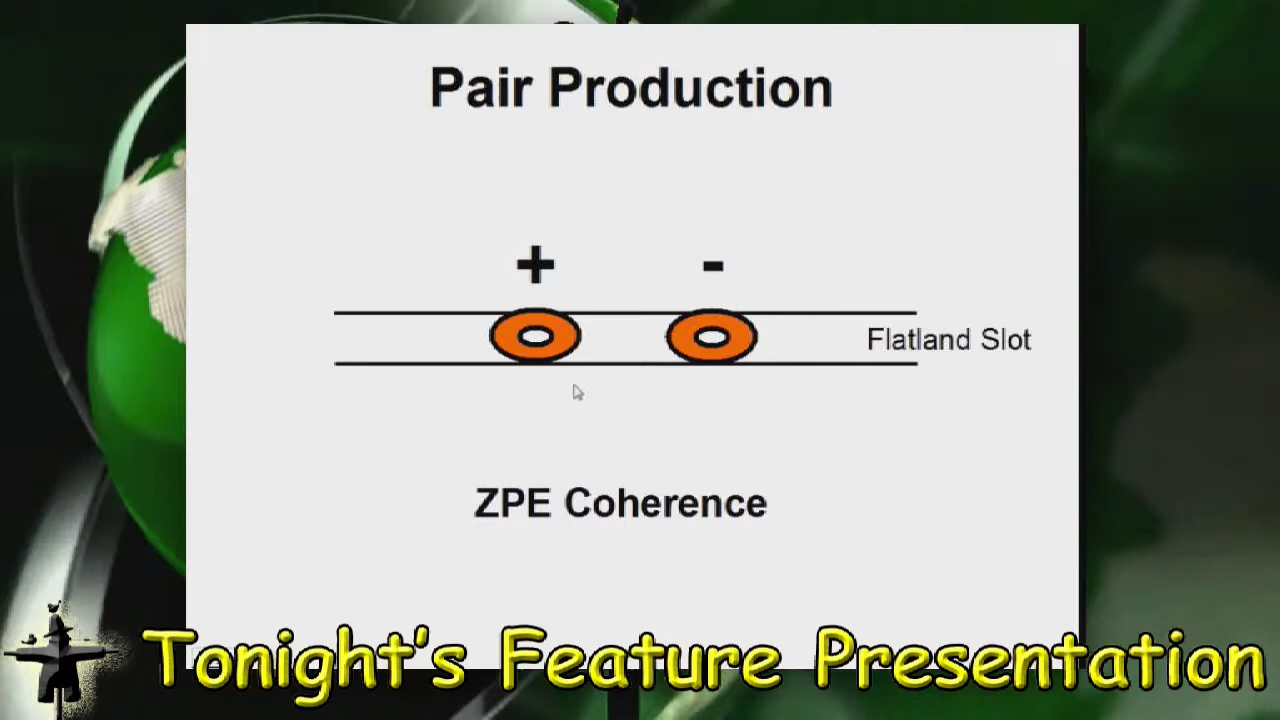 Pair Production
+ -
Flatland Slot
ZPE Coherence
Tonight's Feature Presentation